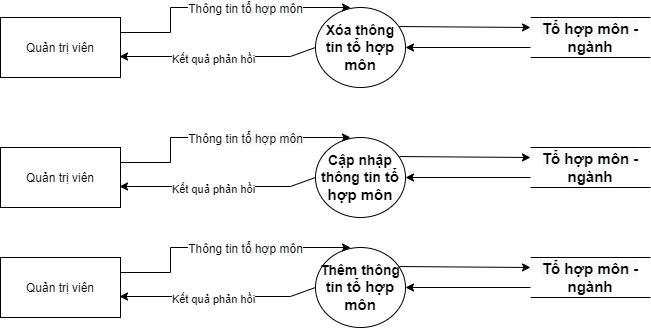 Thông tin tổ hợp môn
Quản trị viên
Kết quả phản hồi
Xóa thông
tin tổ hợp
môn
Tổ hợp môn -
ngành
Thông tin tổ hợp môn
Quản trị viên
Kết quả phản hồi
Cập nhập
thông tin tổ
hợp môn
Tổ hợp môn -
ngành
Thông tin tổ hợp môn
Quản trị viên
Kết quả phản hồi
Thêm thông
tin tổ hợp
môn
Tổ hợp môn -
ngành